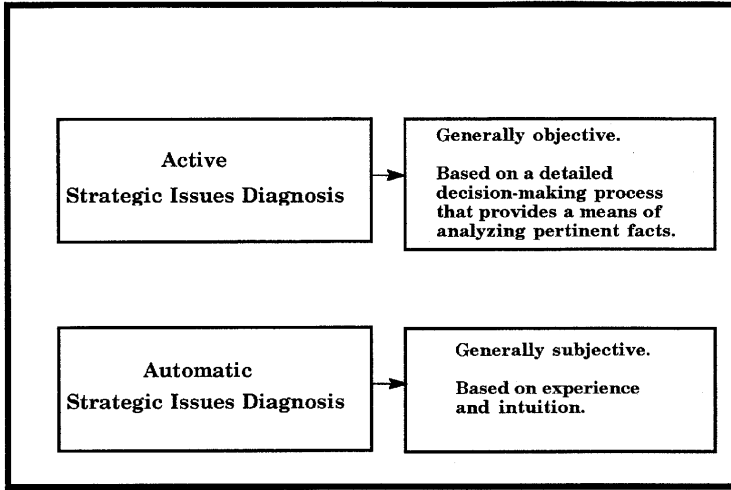 Active
Strategic Issues Diagnosis
Generally objective.
Based on a detailed
decision-making process
that provides a means of
analyzing pertinent facts.
Automatic
Strategic Issues Diagnosis
Generally subjective.
Based on experience
and intuition.